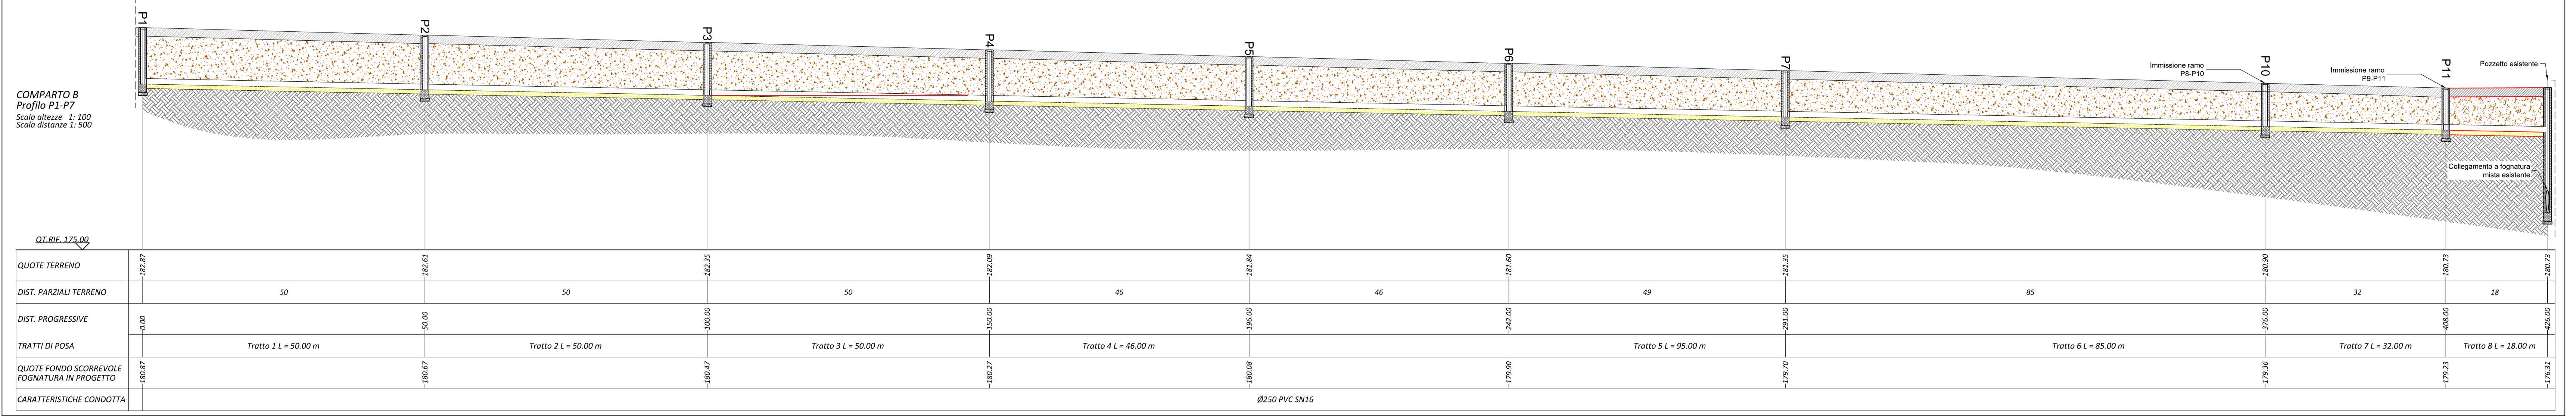 P1
P2
P3
P4
P5
P6
P7
P10
P11
Immissione ramo
P8-P10
Immissione ramo
P9-P11
Pozzetto esistente
Collegamento a fognatura
mista esistente
COMPARTO B
Profilo P1-P7
Scala altezze 1: 100
Scala distanze 1: 500
QT.RIF. 175.00
QUOTE TERRENO 182.87 182.61 182.35 182.09 181.84 181.60 181.35 180.90 180.73 180.73
DIST. PARZIALI TERRENO 50 50 50 46 46 49 85 32 18
DIST. PROGRESSIVE 0.00 50.00 100.00 150.00 196.00 242.00 291.00 376.00 408.00 426.00
TRATTI DI POSA Tratto 1 L = 50.00 m Tratto 2 L = 50.00 m Tratto 3 L = 50.00 m Tratto 4 L = 46.00 m Tratto 5 L = 95.00 m Tratto 6 L = 85.00 m Tratto 7 L = 32.00 m Tratto 8 L = 18.00 m
QUOTE FONDO SCORREVOLE
FOGNATURA IN PROGETTO 180.87 180.67 180.47 180.27 180.08 179.90 179.70 179.36 179.23 176.31
CARATTERISTICHE CONDOTTA Ø250 PVC SN16